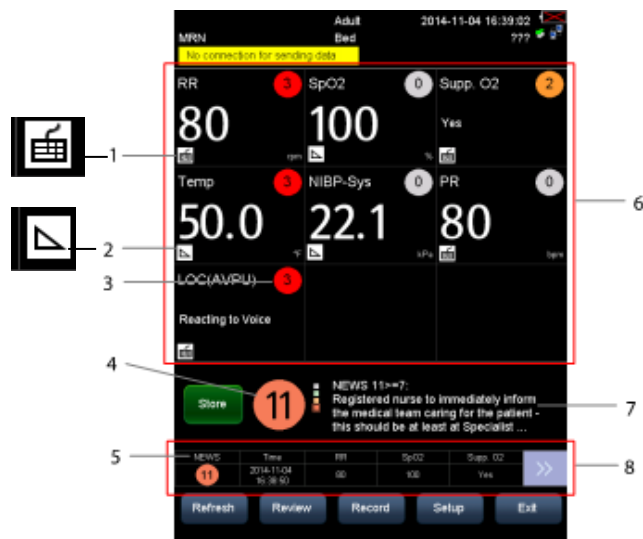 Adult 2014-11-04 16:39:02
MRN Bed ???
No connection for sending data
RR 3 SpO2 0 Supp. O2 2
80 100 Yes
rpm %
Temp 3 NIBP-Sys 0 PR 0
50.0 22.1 80
°F kPa bpm
LOC(AVPU) 3
Reacting to Voice
1
2
3
4
5
6
7
8
Store 11 NEWS 11>=7:
Registered nurse to immediately inform
the medical team caring for the patient -
this should be at least at Specialist ...
NEWS Time RR SpO2 Supp. O2
11 2014-11-04 80 100 Yes
16:38:50
Refresh Review Record Setup Exit